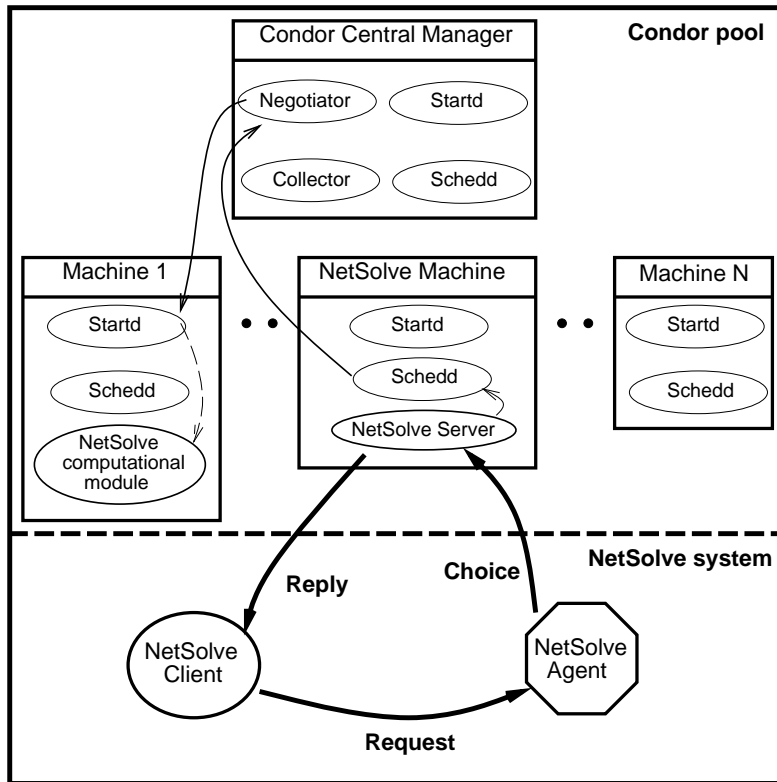 Condor pool
Condor Central Manager
Negotiator
Startd
Collector
Schedd
Machine 1
Startd
Schedd
NetSolve
computational
module
NetSolve Machine
Startd
Schedd
NetSolve Server
Machine N
Startd
Schedd
NetSolve system
Reply
Choice
NetSolve
Client
NetSolve
Agent
Request